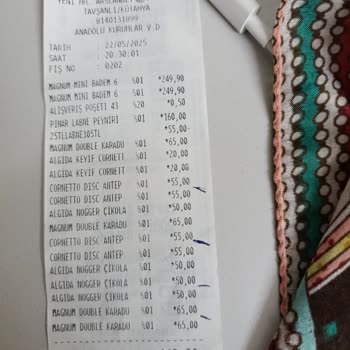 TAVŞANLI/KÜTAHYA
8140131899
ANADOLU KURUMLAR V.D
TARİH 22/05/2025
SAAT 20:30:01
FİŞ NO 0202
MAGNUM MINI BADEM 6 %01 *249,90
MAGNUM MINI BADEM 6 %01 *249,90
ALIŞVERİŞ POŞETİ 43 %20 *0,50
PINAR LABNE PEYNİRİ %01 *160,00
25TLLABNE10STL *55,00-
MAGNUM DOUBLE KARADU %01 *65,00
ALGIDA KEYIF CORNETT %01 *20,00
ALGIDA KEYIF CORNETT %01 *20,00
CORNETTO DISC ANTEP %01 *55,00
CORNETTO DISC ANTEP %01 *55,00
ALGIDA NOGGER ÇİKOLA %01 *50,00
MAGNUM DOUBLE KARADU %01 *65,00
CORNETTO DISC ANTEP %01 *55,00
CORNETTO DISC ANTEP %01 *55,00
ALGIDA NOGGER ÇİKOLA %01 *50,00
ALGIDA NOGGER ÇİKOLA %01 *50,00
ALGIDA NOGGER ÇİKOLA %01 *50,00
MAGNUM DOUBLE KARADU %01 *65,00
MAGNUM DOUBLE KARADU %01 *65,00